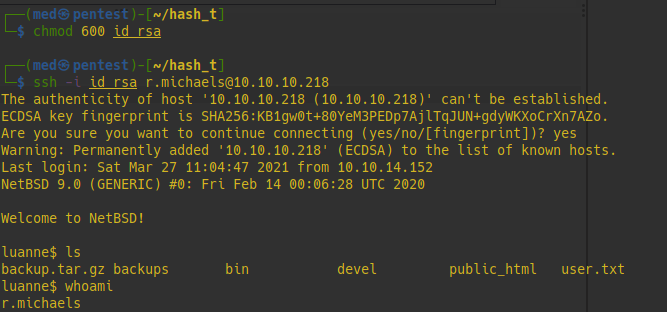 ┌──(med㉿pentest)-[~/hash_t]
└─$ chmod 600 id_rsa
┌──(med㉿pentest)-[~/hash_t]
└─$ ssh -i id_rsa r.michaels@10.10.10.218
The authenticity of host '10.10.10.218 (10.10.10.218)' can't be established.
ECDSA key fingerprint is SHA256:KB1gw0t+80YeM3PEDp7AjlTqJUN+gdyWKXoCrXn7AZo.
Are you sure you want to continue connecting (yes/no/[fingerprint])? yes
Warning: Permanently added '10.10.10.218' (ECDSA) to the list of known hosts.
Last login: Sat Mar 27 11:04:47 2021 from 10.10.14.152
NetBSD 9.0 (GENERIC) #0: Fri Feb 14 00:06:28 UTC 2020
Welcome to NetBSD!
luanne$ ls
backup.tar.gz backups bin devel public_html user.txt
luanne$ whoami
r.michaels